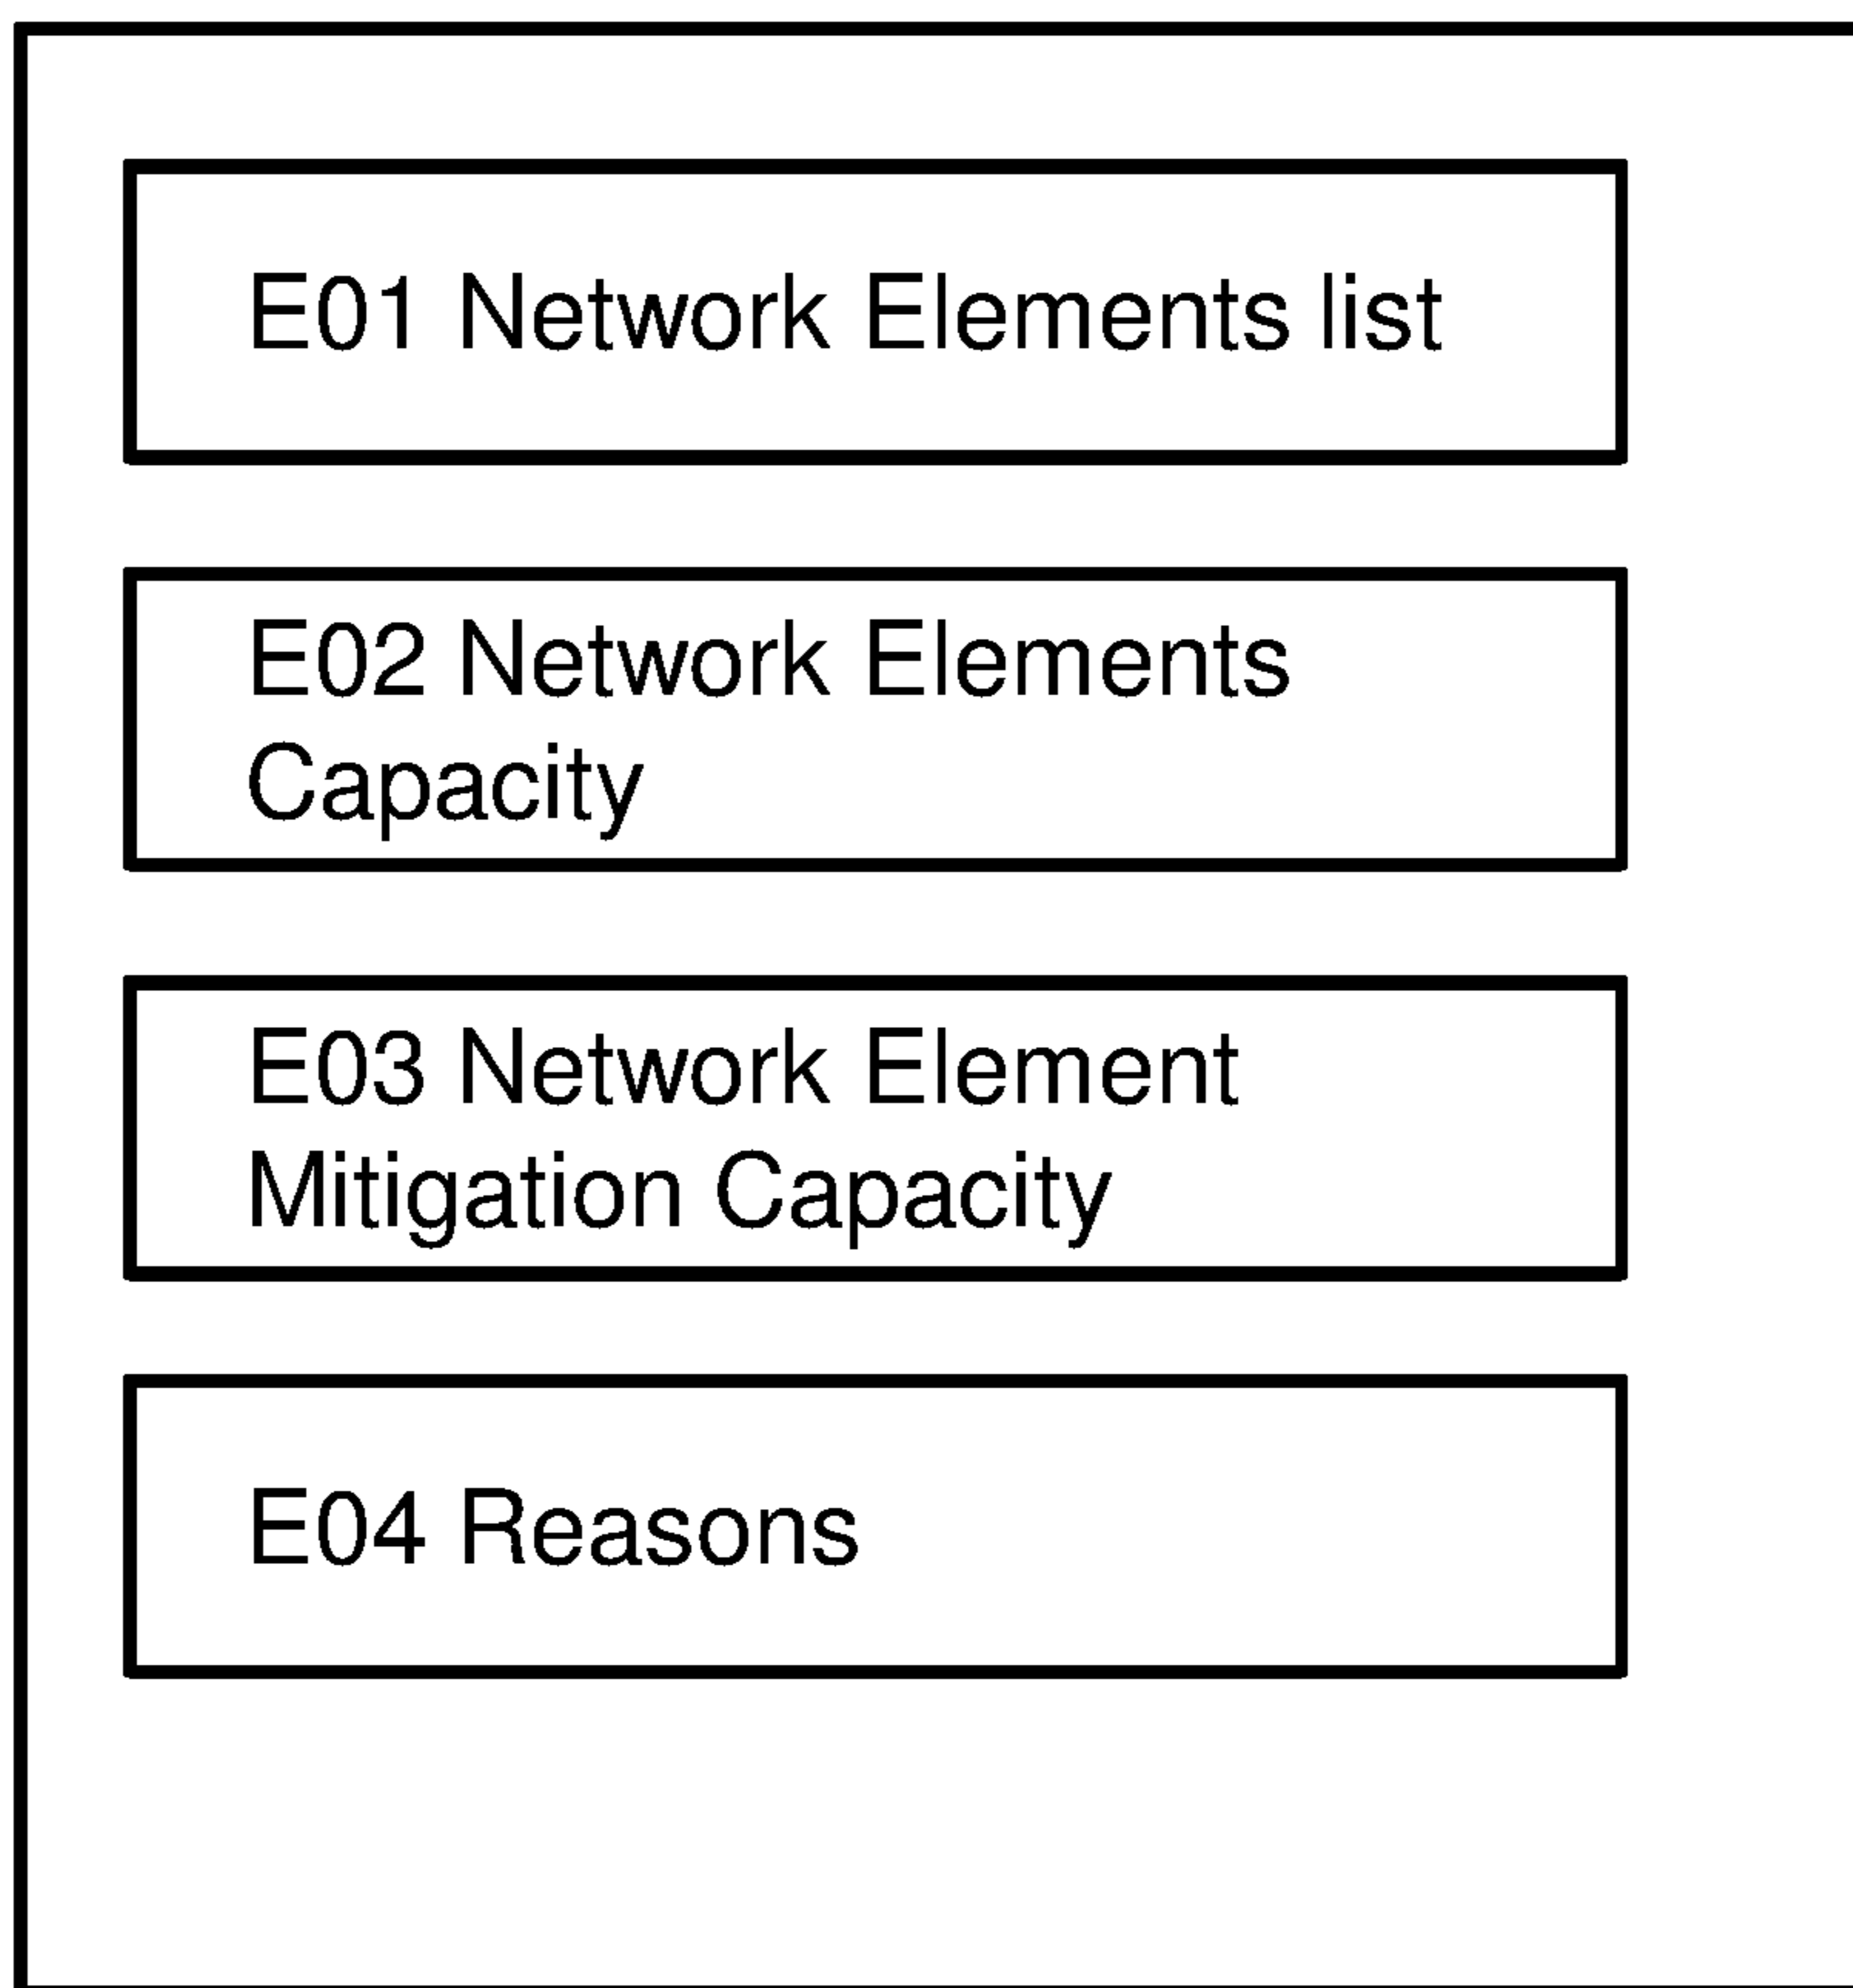 E01 Network Elements list
E02 Network Elements
Capacity
E03 Network Element
Mitigation Capacity
E04 Reasons